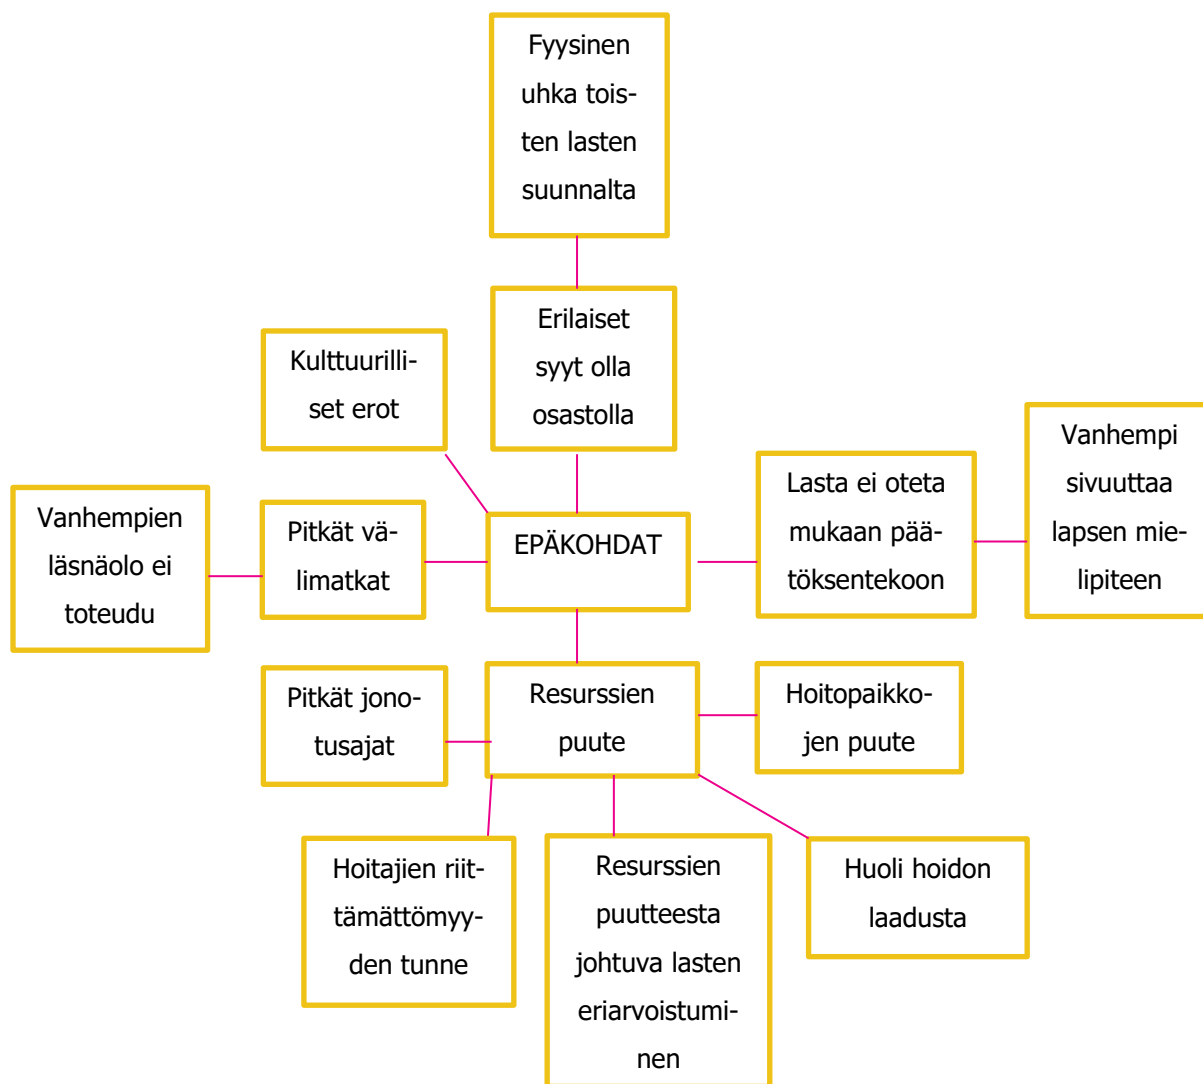 Fyysinen
uhka tois-
ten lasten
suunnalta
Erilaiset
syyt olla
osastolla
Kulttuurilli-
set erot
Vanhempi
sivuuttaa
lapsen mie-
lipiteen
Lasta ei oteta
mukaan pää-
töksentekoon
Vanhempien
läsnäolo ei
toteudu
Pitkät vä-
limatkat
EPÄKOHDAT
Pitkät jono-
tusajat
Resurssien
puute
Hoitopaikko-
jen puute
Hoitajien riit-
tämättömyy-
den tunne
Resurssien
puutteesta
johtuva lasten
eriarvoistumi-
nen
Huoli hoidon
laadusta